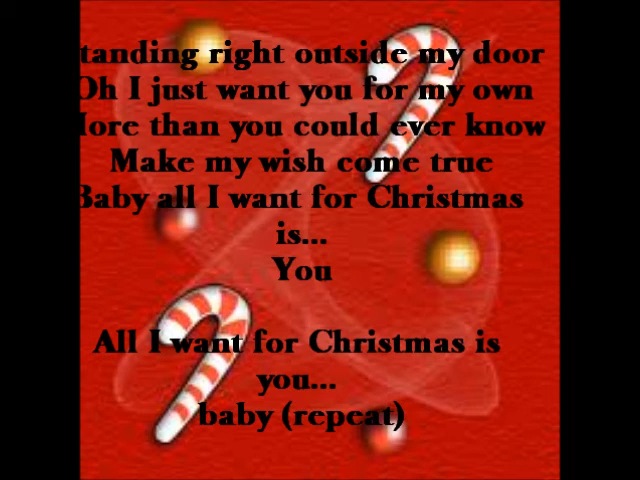 tanding right outside my door
Oh I just want you for my own
More than you could ever know
Make my wish come true
Baby all I want for Christmas
is...
You
All I want for Christmas is
you...
baby (repeat)